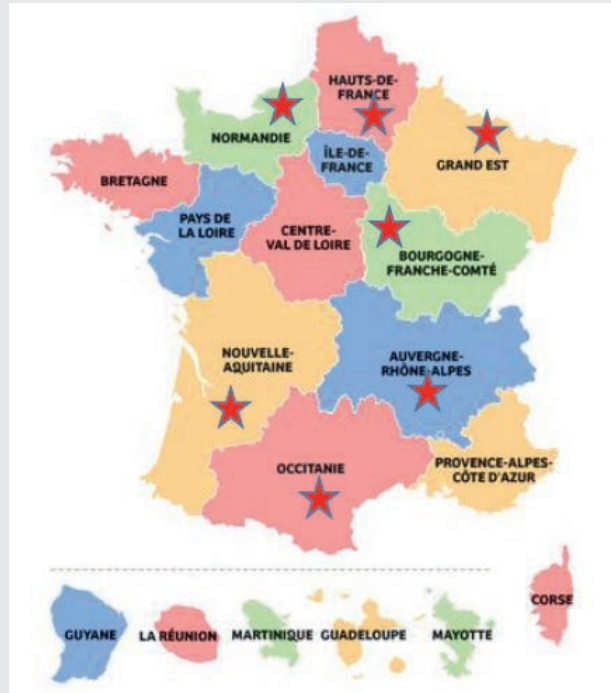 HAUTS-DE-
FRANCE
NORMANDIE
ÎLE-DE-
FRANCE
GRAND EST
BRETAGNE
PAYS DE
LA LOIRE
CENTRE-
VAL DE LOIRE
BOURGOGNE-
FRANCHE-COMTÉ
NOUVELLE-
AQUITAINE
AUVERGNE-
RHÔNE-ALPES
OCCITANIE
PROVENCE-ALPES-
CÔTE D'AZUR
CORSE
GUYANE
LA RÉUNION
MARTINIQUE
GUADELOUPE
MAYOTTE